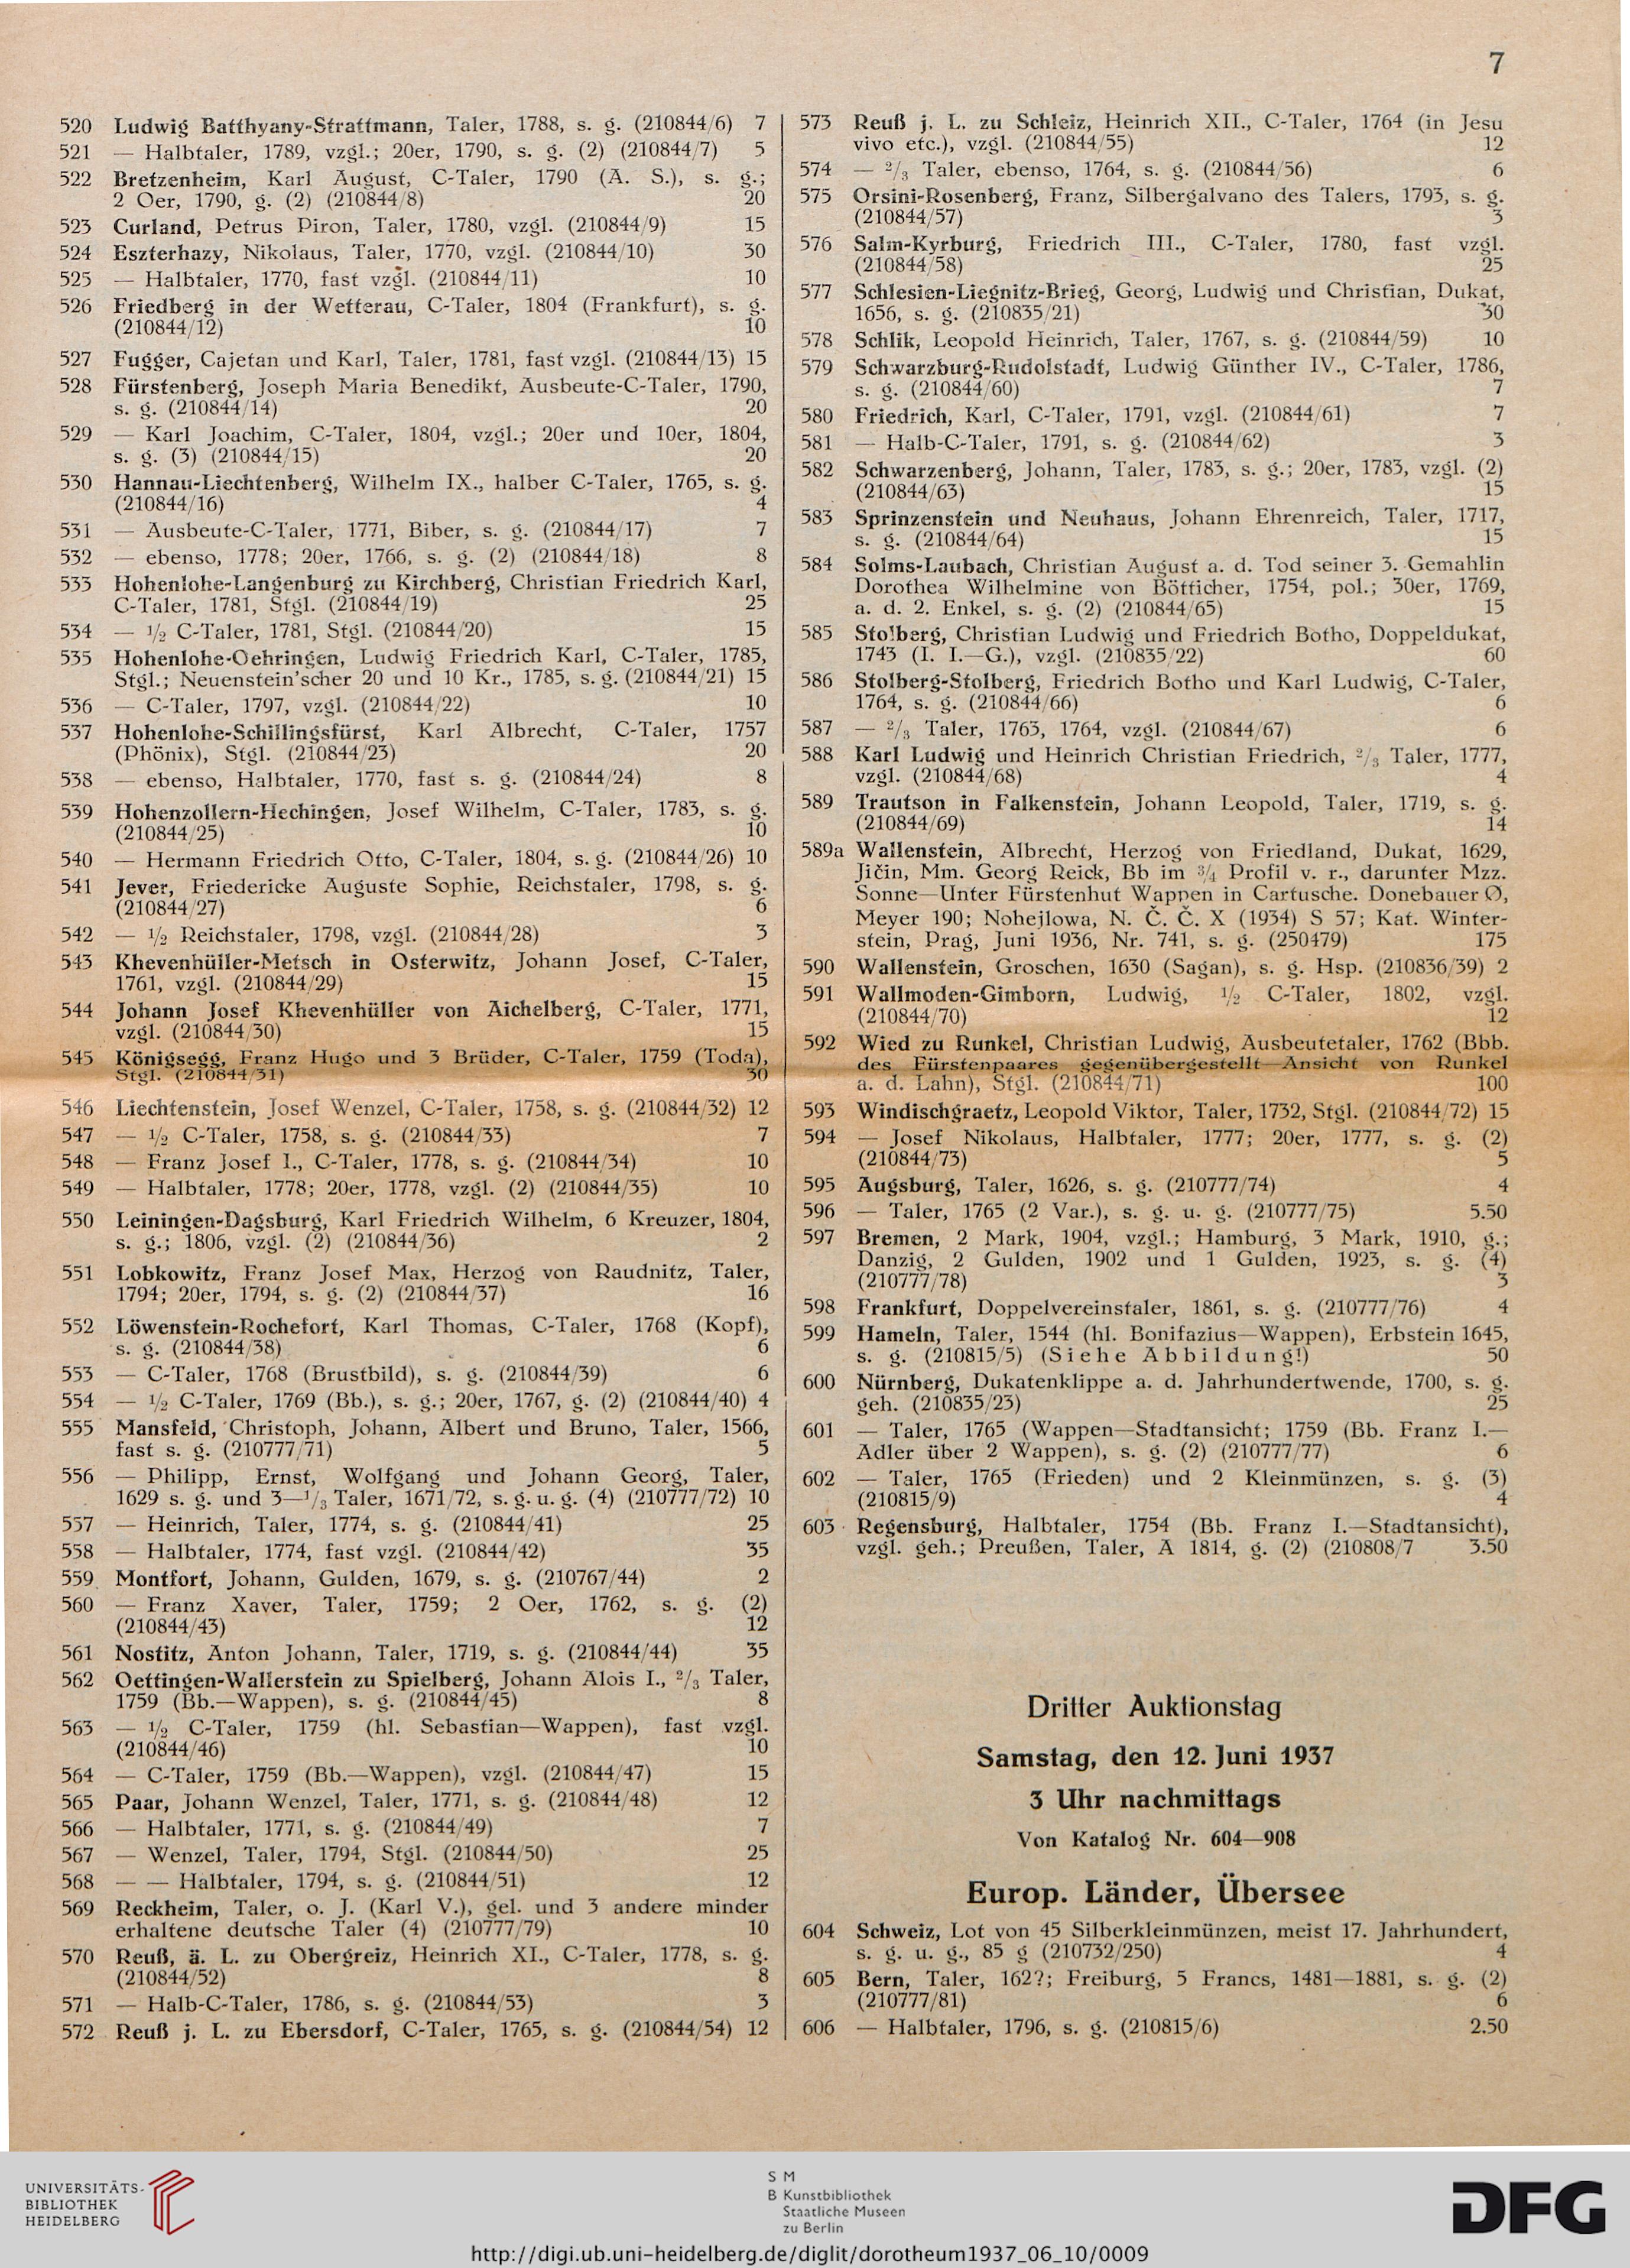 7
520 Ludwig Batthyany-Strattmann, Taler, 1788, s. g. (210844/6) 7
521 — Halbtaler, 1789, vzgl.; 20er, 1790, s. g. (2) (210844/7) 5
522 Bretzenheim, Karl August, C-Taler, 1790 (A. S.), s. g.;
2 Oer, 1790, g. (2) (210844/8) 20
523 Curland, Petrus Piron, Taler, 1780, vzgl. (210844/9) 15
524 Eszterhazy, Nikolaus, Taler, 1770, vzgl. (210844/10) 30
525 — Halbtaler, 1770, fast vzgl. (210844/11) 10
526 Friedberg in der Wetterau, C-Taler, 1804 (Frankfurt), s. g.
(210844/12) 10
527 Fugger, Cajetan und Karl, Taler, 1781, fast vzgl. (210844/13) 15
528 Fürstenberg, Joseph Maria Benedikt, Ausbeute-C-Taler, 1790,
s. g. (210844/14) 20
529 — Karl Joachim, C-Taler, 1804, vzgl.; 20er und 10er, 1804,
s. g. (3) (210844/15) 20
530 Hannau-Liechtenberg, Wilhelm IX., halber C-Taler, 1765, s. g.
(210844/16) 4
531 — Ausbeute-C-Taler, 1771, Biber, s. g. (210844/17) 7
532 — ebenso, 1778; 20er, 1766, s. g. (2) (210844/18) 8
533 Hohenlohe-Langenburg zu Kirchberg, Christian Friedrich Karl,
C-Taler, 1781, Stgl. (210844/19) 25
534 — 1/2 C-Taler, 1781, Stgl. (210844/20) 15
535 Hohenlohe-Oehringen, Ludwig Friedrich Karl, C-Taler, 1785,
Stgl.; Neuenstein'scher 20 und 10 Kr., 1785, s. g. (210844/21) 15
536 — C-Taler, 1797, vzgl. (210844/22) 10
537 Hohenlohe-Schillingsfürst, Karl Albrecht, C-Taler, 1757
(Phönix), Stgl. (210844/23) 20
538 — ebenso, Halbtaler, 1770, fast s. g. (210844/24) 8
539 Hohenzollern-Hechingen, Josef Wilhelm, C-Taler, 1783, s. g.
(210844/25) 10
540 — Hermann Friedrich Otto, C-Taler, 1804, s. g. (210844/26) 10
541 Jever, Friedericke Auguste Sophie, Reichstaler, 1798, s. g.
(210844/27) 6
542 — 1/2 Reichstaler, 1798, vzgl. (210844/28) 3
543 Khevenhüller-Metsch in Osterwitz, Johann Josef, C-Taler,
1761, vzgl. (210844/29) 15
544 Johann Josef Khevenhüller von Aichelberg, C-Taler, 1771,
vzgl. (210844/30) 15
545 Königsegg, Franz Hugo und 3 Brüder, C-Taler, 1759 (Toda),
Stgl. (210844/31) 30
546 Liechtenstein, Josef Wenzel, C-Taler, 1758, s. g. (210844/32) 12
547 — 1/2 C-Taler, 1758, s. g. (210844/33) 7
548 — Franz Josef I., C-Taler, 1778, s. g. (210844/34) 10
549 — Halbtaler, 1778; 20er, 1778, vzgl. (2) (210844/35) 10
550 Leiningen-Dagsburg, Karl Friedrich Wilhelm, 6 Kreuzer, 1804,
s. g.; 1806, vzgl. (2) (210844/36) 2
551 Lobkowitz, Franz Josef Max, Herzog von Raudnitz, Taler,
1794; 20er, 1794, s. g. (2) (210844/37) 16
552 Löwenstein-Rochefort, Karl Thomas, C-Taler, 1768 (Kopf),
s. g. (210844/38) 6
553 — C-Taler, 1768 (Brustbild), s. g. (210844/39) 6
554 — 1/2 C-Taler, 1769 (Bb.), s. g.; 20er, 1767, g. (2) (210844/40) 4
555 Mansfeld, Christoph, Johann, Albert und Bruno, Taler, 1566,
fast s. g. (210777/71) 5
556 — Philipp, Ernst, Wolfgang und Johann Georg, Taler,
1629 s. g. und 3—1/3 Taler, 1671/72, s. g. u. g. (4) (210777/72) 10
557 — Heinrich, Taler, 1774, s. g. (210844/41) 25
558 — Halbtaler, 1774, fast vzgl. (210844/42) 35
559 Montfort, Johann, Gulden, 1679, s. g. (210767/44) 2
560 — Franz Xaver, Taler, 1759; 2 Oer, 1762, s. g. (2)
(210844/43) 12
561 Nostitz, Anton Johann, Taler, 1719, s. g. (210844/44) 35
562 Oettingen-Wallerstein zu Spielberg, Johann Alois I., 2/3 Taler,
1759 (Bb.—Wappen), s. g. (210844/45) 8
563 — 1/2 C-Taler, 1759 (hl. Sebastian—Wappen), fast vzgl.
(210844/46) 10
564 — C-Taler, 1759 (Bb.—Wappen), vzgl. (210844/47) 15
565 Paar, Johann Wenzel, Taler, 1771, s. g. (210844/48) 12
566 — Halbtaler, 1771, s. g. (210844/49) 7
567 — Wenzel, Taler, 1794, Stgl. (210844/50) 25
568 — — Halbtaler, 1794, s. g. (210844/51) 12
569 Reckheim, Taler, o. J. (Karl V.), gel. und 3 andere minder
erhaltene deutsche Taler (4) (210777/79) 10
570 Reuß, ä. L. zu Obergreiz, Heinrich XI., C-Taler, 1778, s. g.
(210844/52) 8
571 — Halb-C-Taler, 1786, s. g. (210844/53) 3
572 Reuß j. L. zu Ebersdorf, C-Taler, 1765, s. g. (210844/54) 12
573 Reuß j. L. zu Schleiz, Heinrich XII., C-Taler, 1764 (in Jesu
vivo etc.), vzgl. (210844/55) 12
574 — 2/3 Taler, ebenso, 1764, s. g. (210844/56) 6
575 Orsini-Rosenberg, Franz, Silbergalvano des Talers, 1793, s. g.
(210844/57) 3
576 Salm-Kyrburg, Friedrich III., C-Taler, 1780, fast vzgl.
(210844/58) 25
577 Schlesien-Liegnitz-Brieg, Georg, Ludwig und Christian, Dukat,
1656, s. g. (210835/21) 30
578 Schlik, Leopold Heinrich, Taler, 1767, s. g. (210844/59) 10
579 Schwarzburg-Rudolstadt, Ludwig Günther IV., C-Taler, 1786,
s. g. (210844/60) 7
580 Friedrich, Karl, C-Taler, 1791, vzgl. (210844/61) 7
581 — Halb-C-Taler, 1791, s. g. (210844/62) 3
582 Schwarzenberg, Johann, Taler, 1783, s. g.; 20er, 1783, vzgl. (2)
(210844/63) 15
583 Sprinzenstein und Neuhaus, Johann Ehrenreich, Taler, 1717,
s. g. (210844/64) 15
584 Solms-Laubach, Christian August a. d. Tod seiner 3. Gemahlin
Dorothea Wilhelmine von Bötticher, 1754, pol.; 30er, 1769,
a. d. 2. Enkel, s. g. (2) (210844/65) 15
585 Stolberg, Christian Ludwig und Friedrich Botho, Doppeldukat,
1743 (I. I.—G.), vzgl. (210835/22) 60
586 Stolberg-Stolberg, Friedrich Botho und Karl Ludwig, C-Taler,
1764, s. g. (210844/66) 6
587 — 2/3 Taler, 1763, 1764, vzgl. (210844/67) 6
588 Karl Ludwig und Heinrich Christian Friedrich, 2/3 Taler, 1777,
vzgl. (210844/68) 4
589 Trautson in Falkenstein, Johann Leopold, Taler, 1719, s. g.
(210844/69) 14
589a Wallenstein, Albrecht, Herzog von Friedland, Dukat, 1629,
Jičin, Mm. Georg Reick, Bb im 3/4 Profil v. r., darunter Mzz.
Sonne—Unter Fürstenhut Wappen in Cartusche. Donebauer Ø,
Meyer 190; Nohejlowa, N. Č. Č. X (1934) S 57; Kat. Winter-
stein, Prag, Juni 1936, Nr. 741, s. g. (250479) 175
590 Wallenstein, Groschen, 1630 (Sagan), s. g. Hsp. (210836/39) 2
591 Wallmoden-Gimborn, Ludwig, 1/2 C-Taler, 1802, vzgl.
(210844/70) 12
592 Wied zu Runkel, Christian Ludwig, Ausbeutetaler, 1762 (Bbb.
des Fürstenpaares gegenübergestellt—Ansicht von Runkel
a. d. Lahn), Stgl. (210844/71) 100
593 Windischgraetz, Leopold Viktor, Taler, 1732, Stgl. (210844/72) 15
594 — Josef Nikolaus, Halbtaler, 1777; 20er, 1777, s. g. (2)
(210844/73) 5
595 Augsburg, Taler, 1626, s. g. (210777/74) 4
596 — Taler, 1765 (2 Var.), s. g. u. g. (210777/75) 5.50
597 Bremen, 2 Mark, 1904, vzgl.; Hamburg, 3 Mark, 1910, g.;
Danzig, 2 Gulden, 1902 und 1 Gulden, 1923, s. g. (4)
(210777/78) 3
598 Frankfurt, Doppelvereinstaler, 1861, s. g. (210777/76) 4
599 Hameln, Taler, 1544 (hl. Bonifazius—Wappen), Erbstein 1645,
s. g. (210815/5) (Siehe Abbildung!) 50
600 Nürnberg, Dukatenklippe a. d. Jahrhundertwende, 1700, s. g.
geh. (210835/23) 25
601 — Taler, 1765 (Wappen—Stadtansicht; 1759 (Bb. Franz I.—
Adler über 2 Wappen), s. g. (2) (210777/77) 6
602 — Taler, 1765 (Frieden) und 2 Kleinmünzen, s. g. (3)
(210815/9) 4
603 Regensburg, Halbtaler, 1754 (Bb. Franz I.—Stadtansicht),
vzgl. geh.; Preußen, Taler, A 1814, g. (2) (210808/7 3.50
Dritter Auktionstag
Samstag, den 12. Juni 1937
3 Uhr nachmittags
Von Katalog Nr. 604—908
Europ. Länder, Übersee
604 Schweiz, Lot von 45 Silberkleinmünzen, meist 17. Jahrhundert,
s. g. u. g., 85 g (210732/250) 4
605 Bern, Taler, 162?; Freiburg, 5 Francs, 1481—1881, s. g. (2)
(210777/81) 6
606 — Halbtaler, 1796, s. g. (210815/6) 2.50
UNIVERSITÄTS-
BIBLIOTHEK
HEIDELBERG
S M
B Kunstbibliothek
Staatliche Museen
zu Berlin
DFG
http://digi.ub.uni-heidelberg.de/diglit/dorotheum1937_06_10/0009